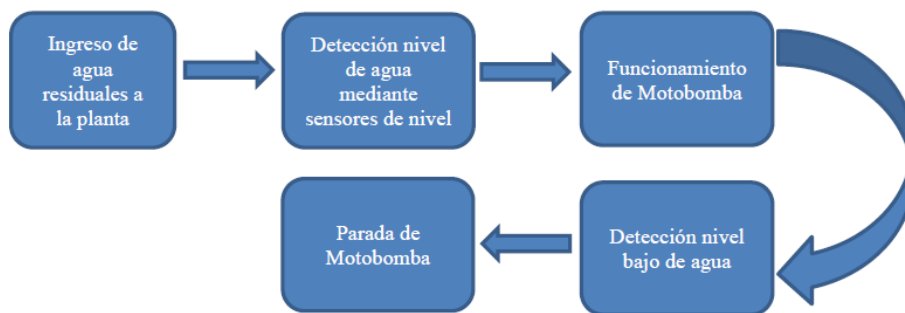 Ingreso de
agua
residuales a
la planta
Detección nivel
de agua
mediante
sensores de nivel
Funcionamiento
de Motobomba
Detección nivel
bajo de agua
Parada de
Motobomba